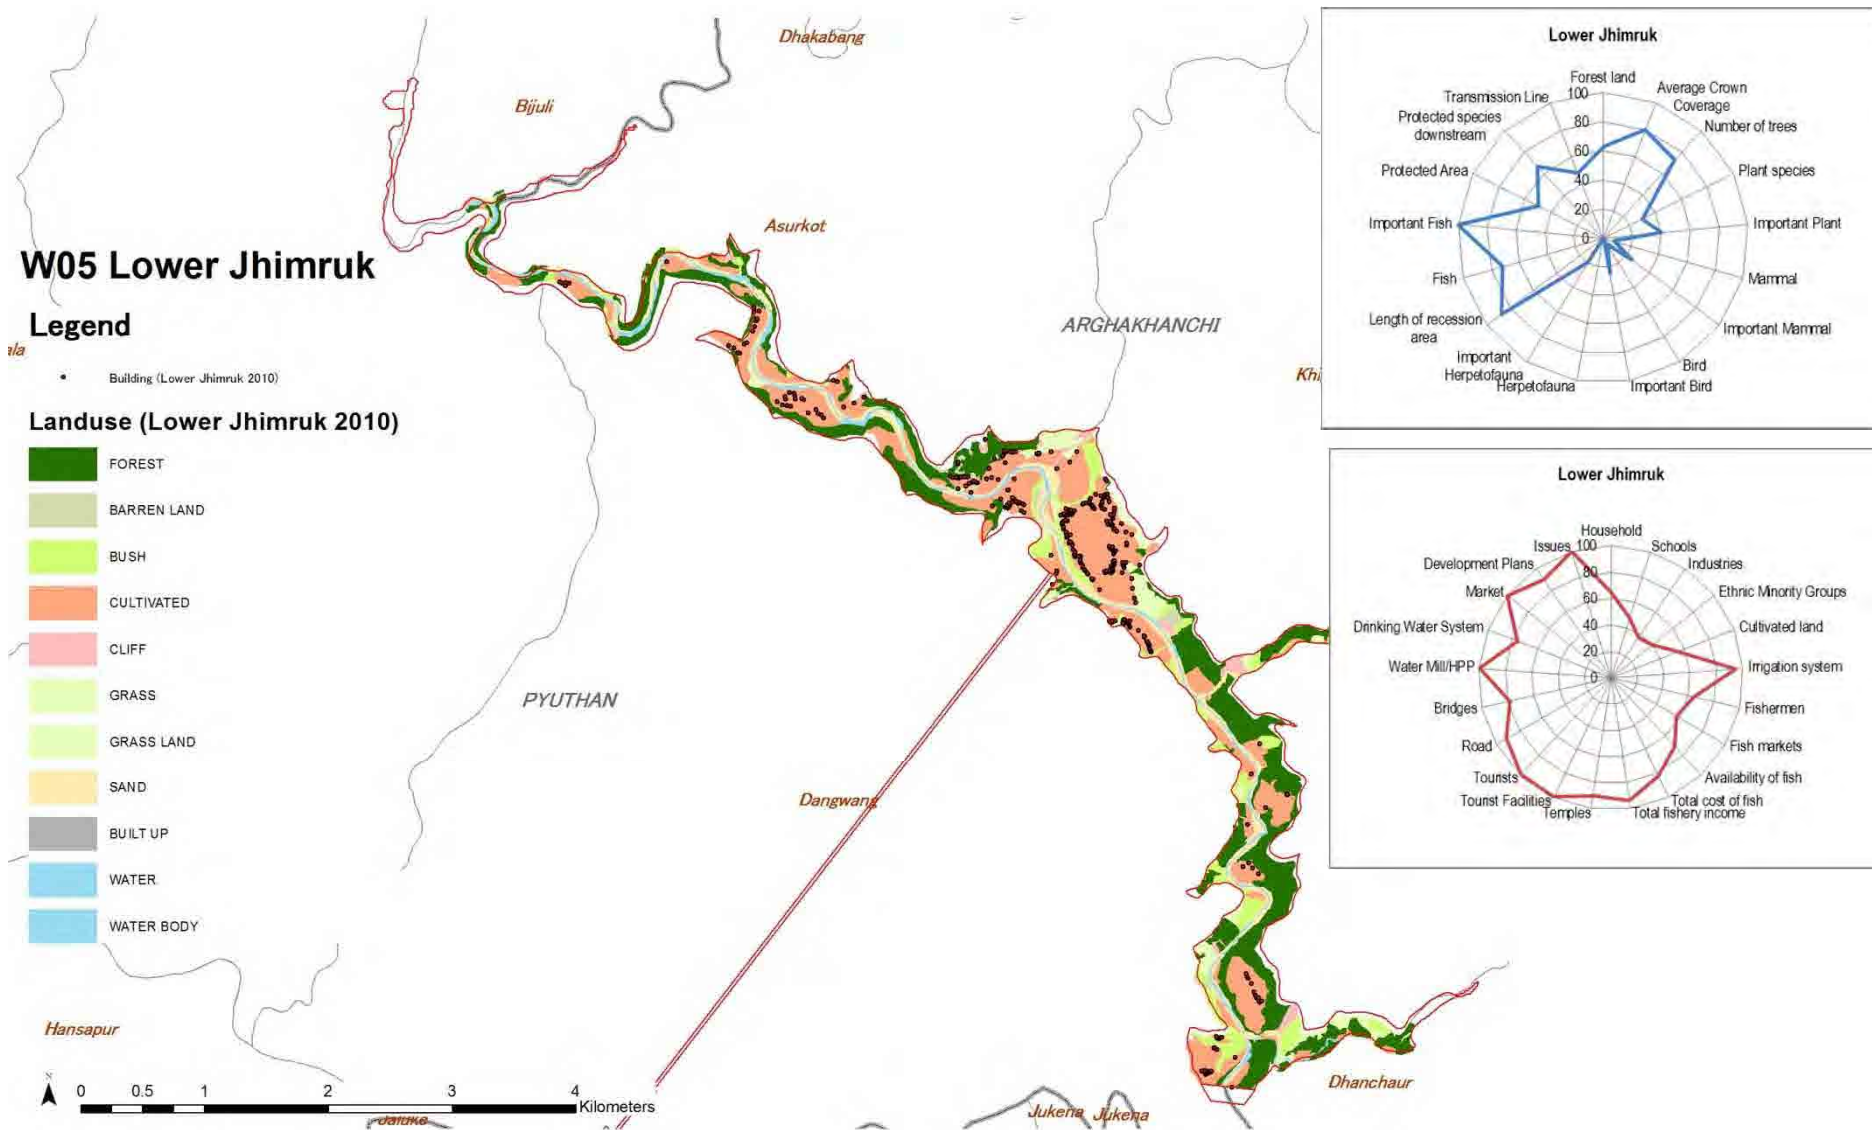 Dhakabang
Bijuli
Asurkot
W05 Lower Jhimruk
Legend
ala
Building (Lower Jhimruk 2010)
Landuse (Lower Jhimruk 2010)
FOREST
BARREN LAND
BUSH
CULTIVATED
CLIFF
GRASS
GRASS LAND
SAND
BUILT UP
WATER
WATER BODY
ARGHAKHANCHI
Khi
PYUTHAN
Dangwang
Hansapur
Dhanchaur
Jukena Jukena
Jaluke
N
0 0.5 1 2 3 4
Kilometers
Lower Jhimruk
Forest land
Average Crown
Coverage
Number of trees
Plant species
Important Plant
Mammal
Important Mammal
Bird
Important Bird
Herpetofauna
Important
Herpetofauna
Length of recession
area
Fish
Important Fish
Protected Area
Protected species
downstream
Transmission Line
100
80
60
40
20
0
Lower Jhimruk
Household
Schools
Industries
Ethnic Minority Groups
Cultivated land
Irrigation system
Fishermen
Fish markets
Availability of fish
Total cost of fish
Total fishery income
Temples
Tourist Facilities
Tourists
Road
Bridges
Water Mill/HPP
Drinking Water System
Market
Development Plans
Issues
100
80
60
40
20
0